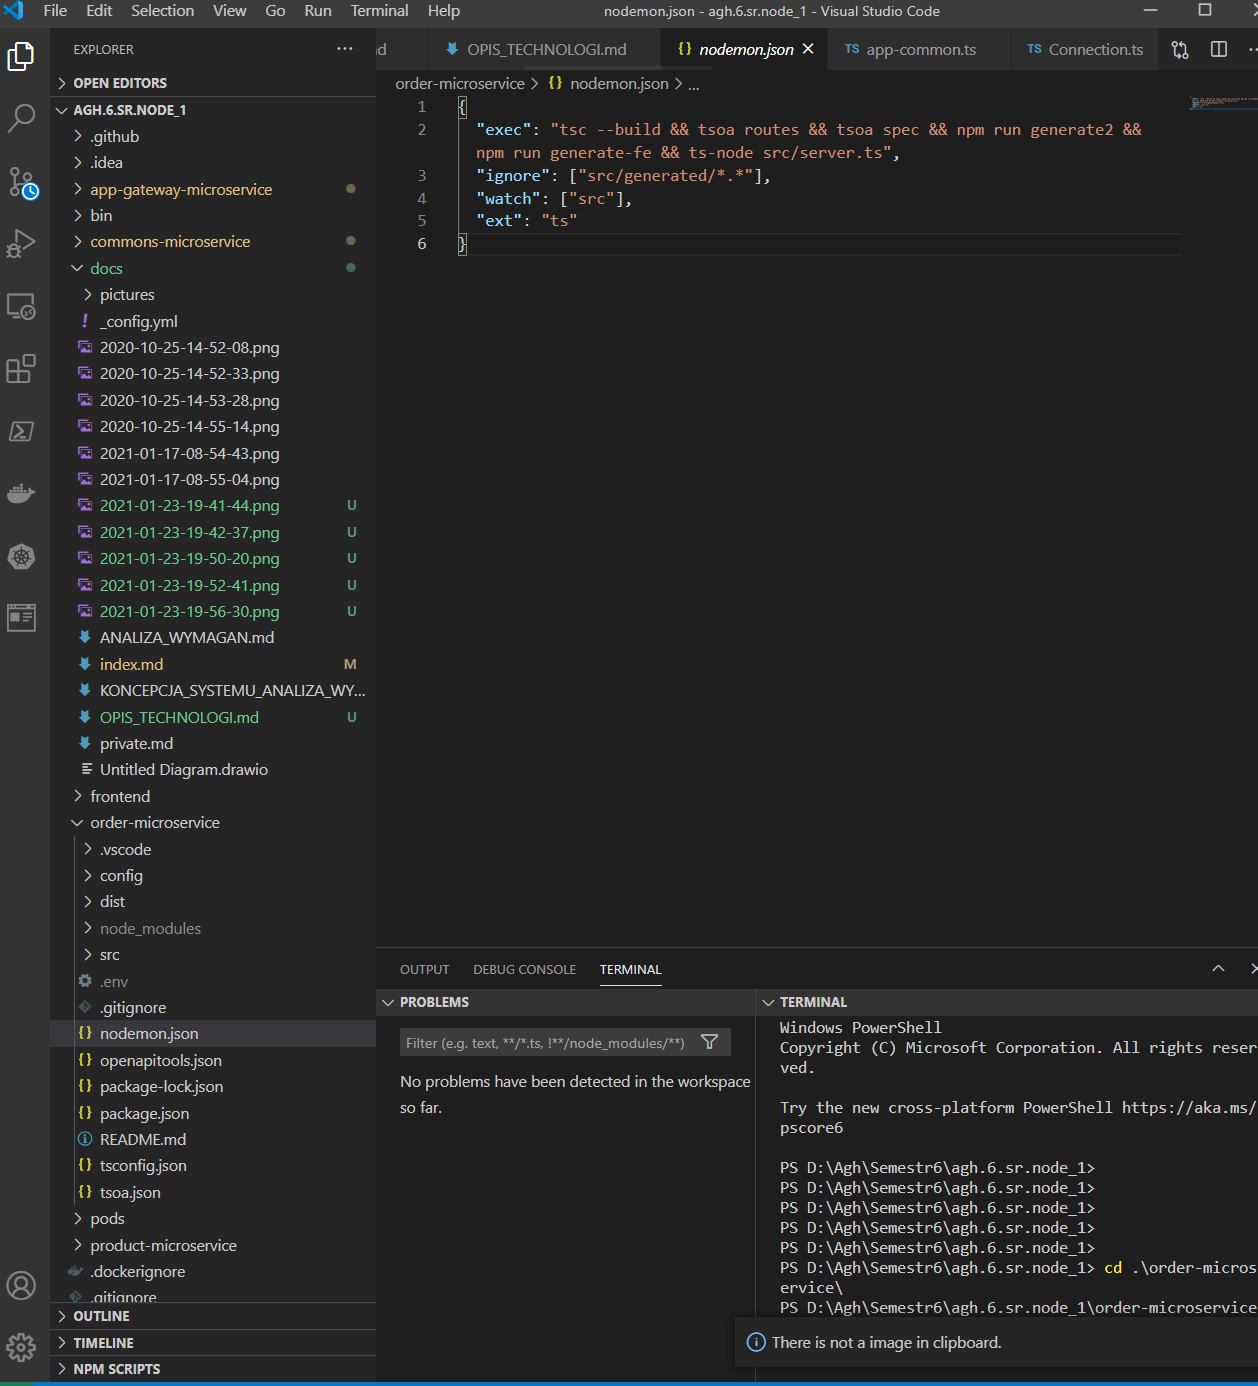 File Edit Selection View Go Run Terminal Help nodemon.json - agh.6.sr.node_1 - Visual Studio Code
EXPLORER
OPEN EDITORS
AGH.6.SR.NODE_1
.github
.idea
app-gateway-microservice
bin
commons-microservice
docs
pictures
! _config.yml
2020-10-25-14-52-08.png
2020-10-25-14-52-33.png
2020-10-25-14-53-28.png
2020-10-25-14-55-14.png
2021-01-17-08-54-43.png
2021-01-17-08-55-04.png
2021-01-23-19-41-44.png U
2021-01-23-19-42-37.png U
2021-01-23-19-50-20.png U
2021-01-23-19-52-41.png U
2021-01-23-19-56-30.png U
ANALIZA_WYMAGAN.md
index.md M
KONCEPCJA_SYSTEMU_ANALIZA_WY...
OPIS_TECHNOLOGI.md U
private.md
Untitled Diagram.drawio
frontend
order-microservice
.vscode
config
dist
node_modules
src
.env
.gitignore
{} nodemon.json
{} openapitools.json
{} package-lock.json
{} package.json
README.md
{} tsconfig.json
{} tsoa.json
pods
product-microservice
.dockerignore
.gitignore
OUTLINE
TIMELINE
NPM SCRIPTS
OPIS_TECHNOLOGI.md {} nodemon.json TS app-common.ts TS Connection.ts
order-microservice > {} nodemon.json > ...
1 {
2 "exec": "tsc --build && tsoa routes && tsoa spec && npm run generate2 &&
npm run generate-fe && ts-node src/server.ts",
3 "ignore": ["src/generated/*.*"],
4 "watch": ["src"],
5 "ext": "ts"
6 }
OUTPUT DEBUG CONSOLE TERMINAL
PROBLEMS
Filter (e.g. text, **/*.ts, !**/node_modules/**)
No problems have been detected in the workspace
so far.
TERMINAL
Windows PowerShell
Copyright (C) Microsoft Corporation. All rights reser
ved.
Try the new cross-platform PowerShell https://aka.ms/
pscore6
PS D:\Agh\Semestr6\agh.6.sr.node_1>
PS D:\Agh\Semestr6\agh.6.sr.node_1>
PS D:\Agh\Semestr6\agh.6.sr.node_1>
PS D:\Agh\Semestr6\agh.6.sr.node_1>
PS D:\Agh\Semestr6\agh.6.sr.node_1>
PS D:\Agh\Semestr6\agh.6.sr.node_1> cd .\order-micros
ervice\
PS D:\Agh\Semestr6\agh.6.sr.node_1\order-microservice
There is not a image in clipboard.